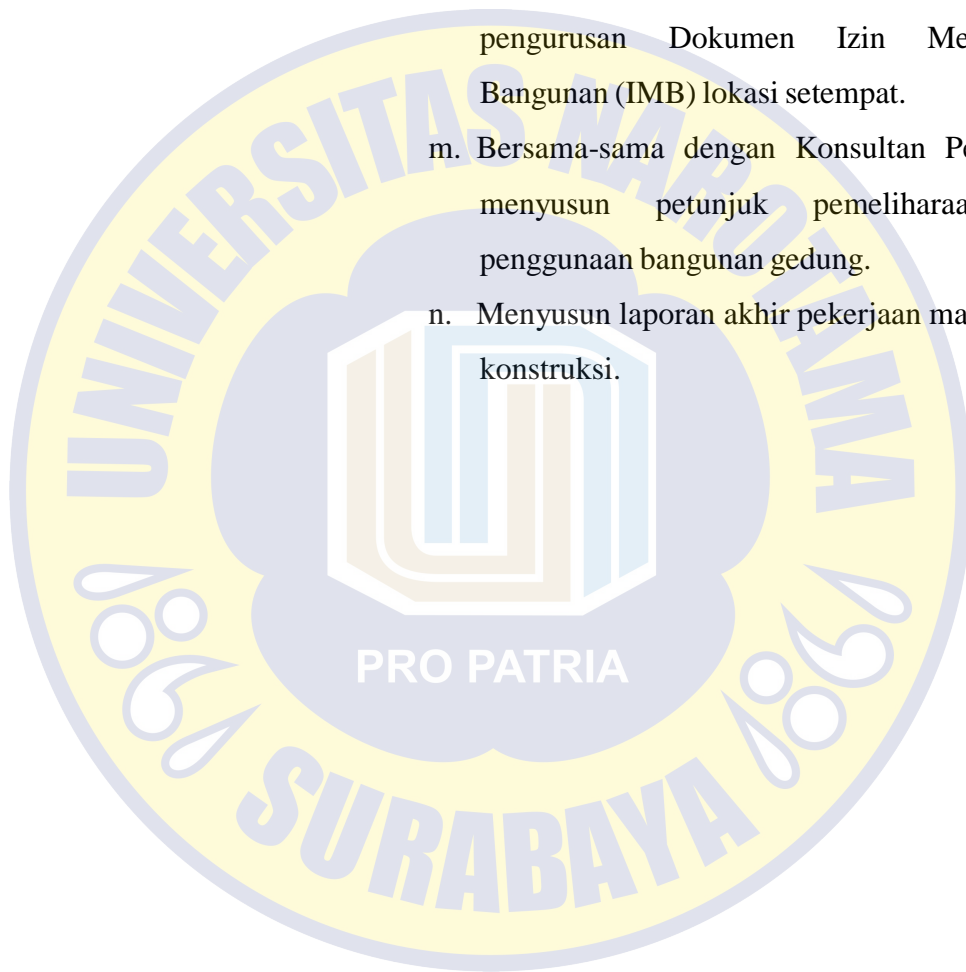 pengurusan Dokumen Izin Me
Bangunan (IMB) lokasi setempat.
m. Bersama-sama dengan Konsultan Pe
menyusun petunjuk pemeliharaa
penggunaan bangunan gedung.
n. Menyusun laporan akhir pekerjaan ma
konstruksi.
UNIVERSITAS NAROTAMA
PRO PATRIA
SURABAYA